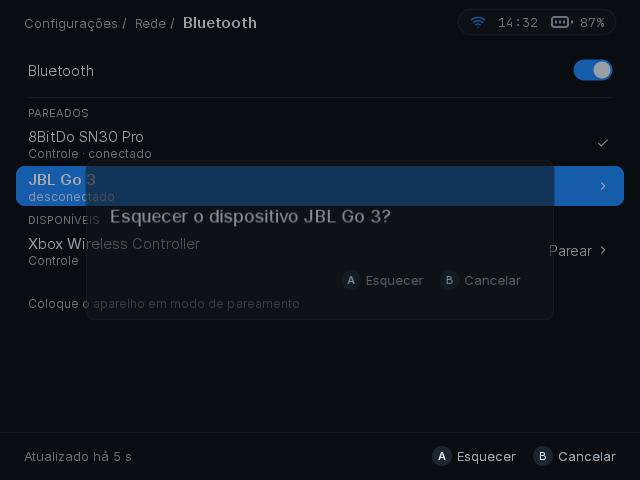 Configurações / Rede / Bluetooth
14:32 87%
Bluetooth
PAREADOS
8BitDo SN30 Pro
Controle · conectado
JBL Go 3
desconectado
Esquecer o dispositivo JBL Go 3?
DISPONÍVEIS
Xbox Wireless Controller
Controle
Parear
A Esquecer B Cancelar
Coloque o aparelho em modo de pareamento
Atualizado há 5 s
A Esquecer B Cancelar